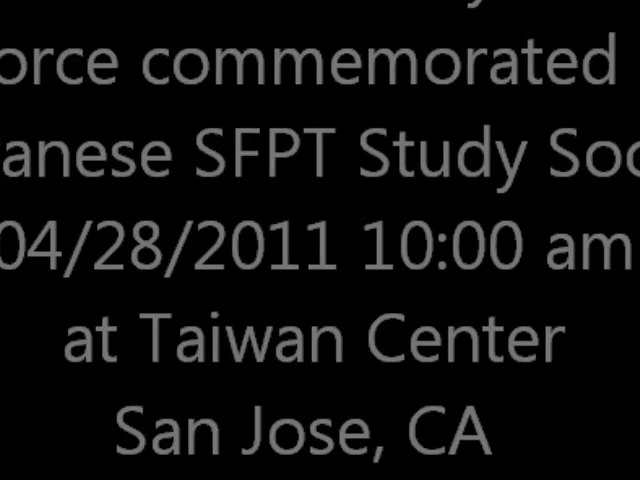 orce commemorated
anese SFPT Study Soc
04/28/2011 10:00 am
at Taiwan Center
San Jose, CA